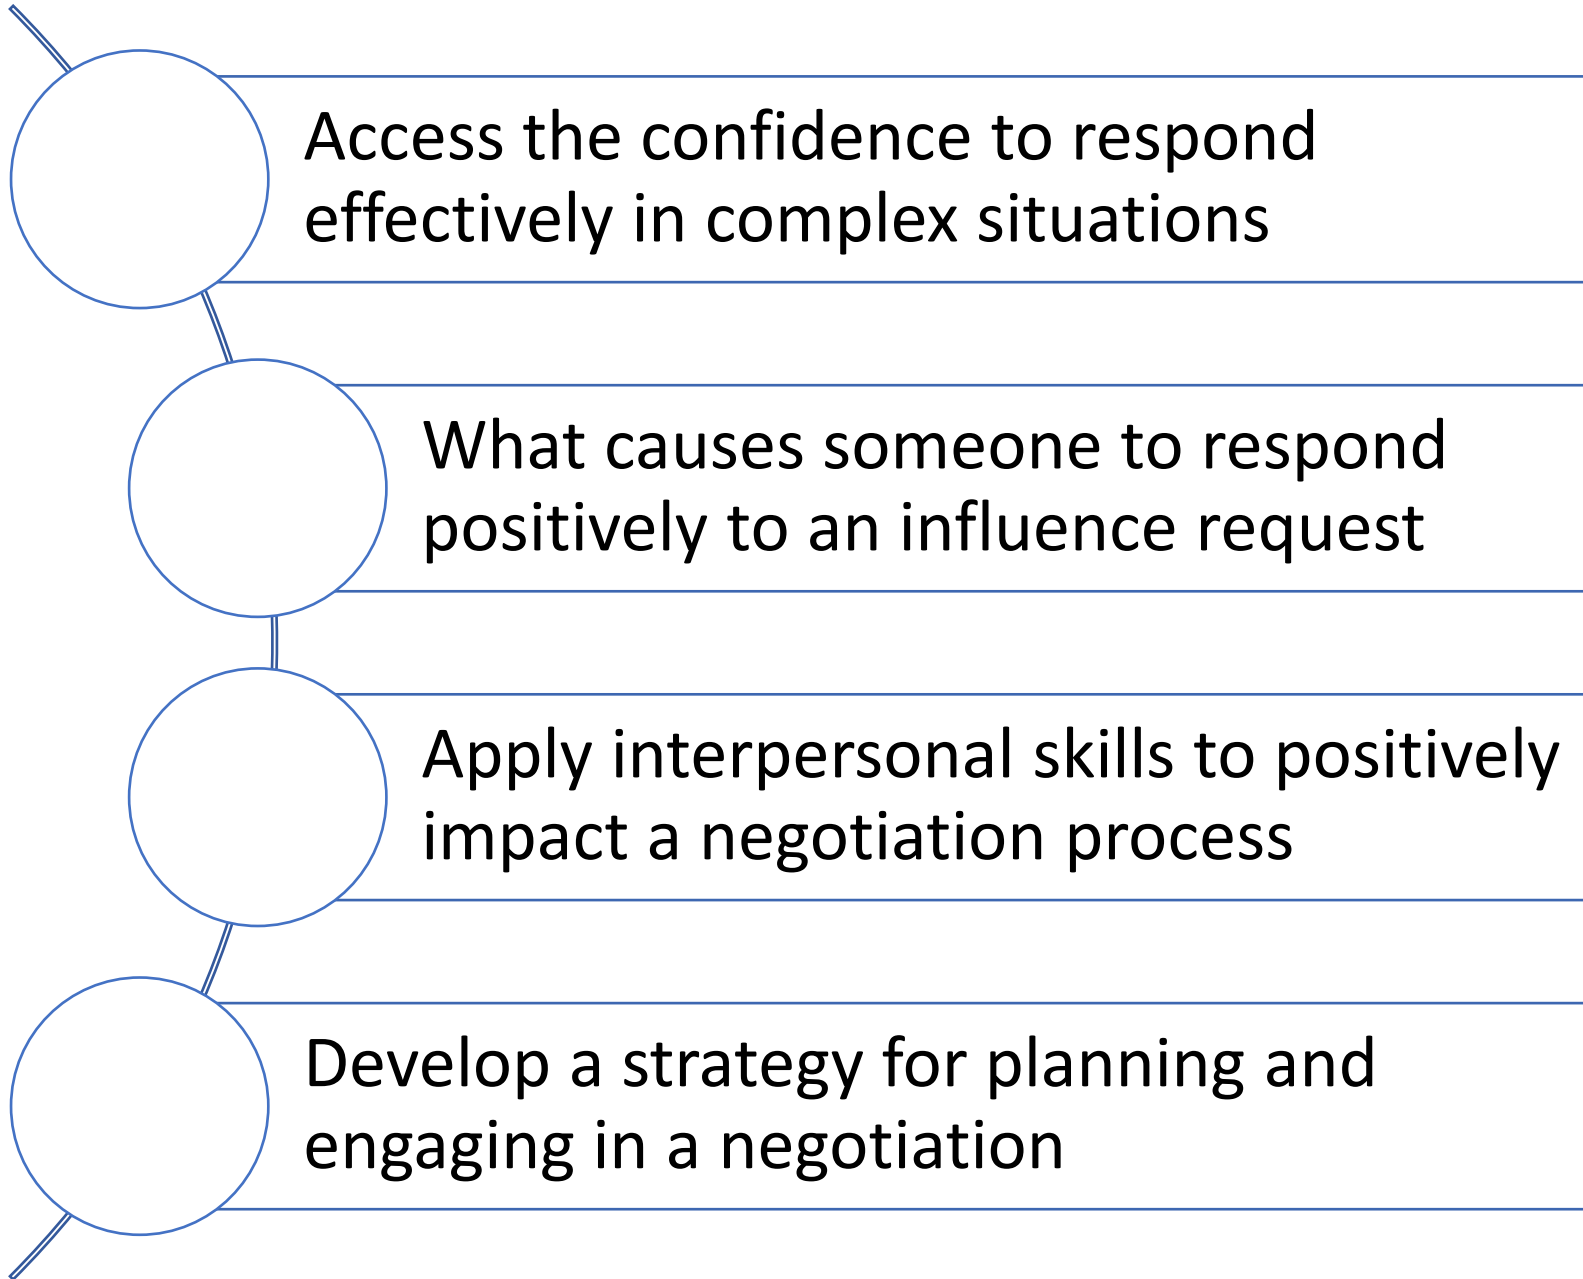 Access the confidence to respond
effectively in complex situations
What causes someone to respond
positively to an influence request
Apply interpersonal skills to positively
impact a negotiation process
Develop a strategy for planning and
engaging in a negotiation